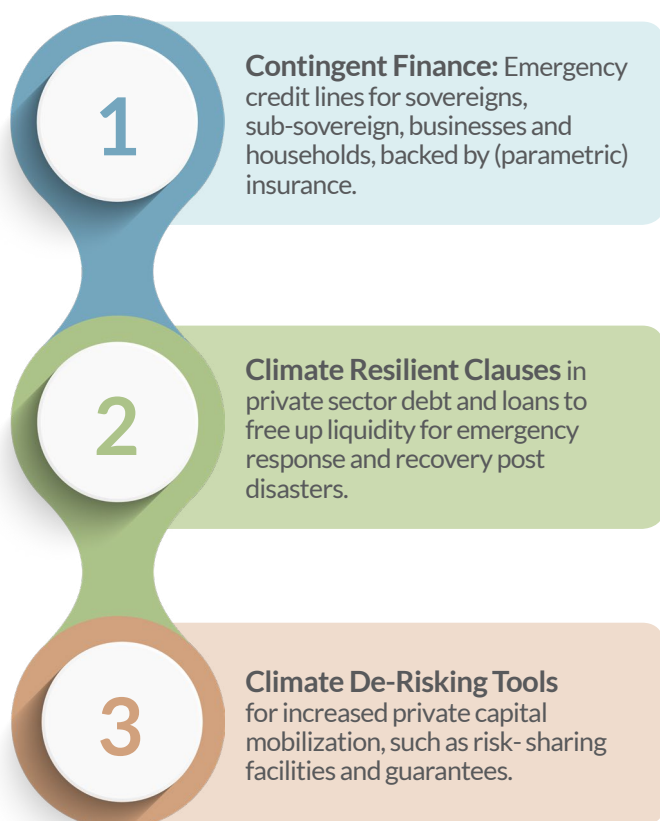 1
Contingent Finance: Emergency
credit lines for sovereigns,
sub-sovereign, businesses and
households, backed by (parametric)
insurance.
2
Climate Resilient Clauses in
private sector debt and loans to
free up liquidity for emergency
response and recovery post
disasters.
3
Climate De-Risking Tools
for increased private capital
mobilization, such as risk- sharing
facilities and guarantees.